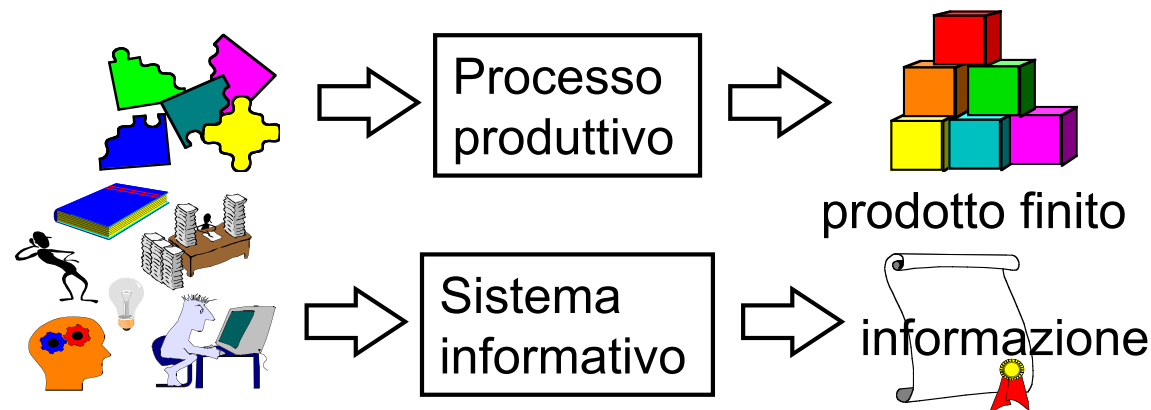 Processo
produttivo
prodotto finito
Sistema
informativo
informazione